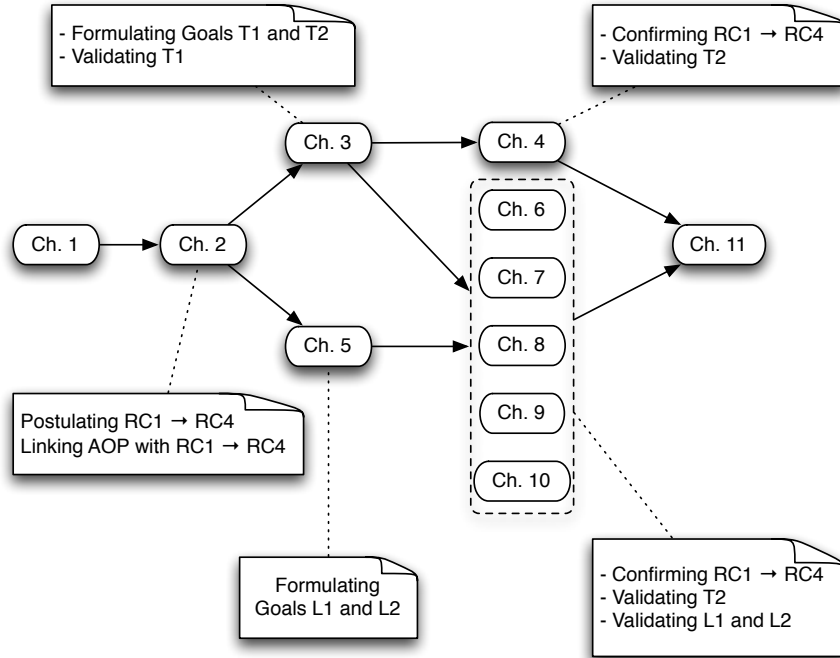 - Formulating Goals T1 and T2
- Validating T1
- Confirming RC1 → RC4
- Validating T2
Ch. 3
Ch. 4
Ch. 6
Ch. 1
Ch. 2
Ch. 11
Ch. 7
Ch. 5
Ch. 8
Postulating RC1 → RC4
Linking AOP with RC1 → RC4
Ch. 9
Ch. 10
Formulating
Goals L1 and L2
- Confirming RC1 → RC4
- Validating T2
- Validating L1 and L2